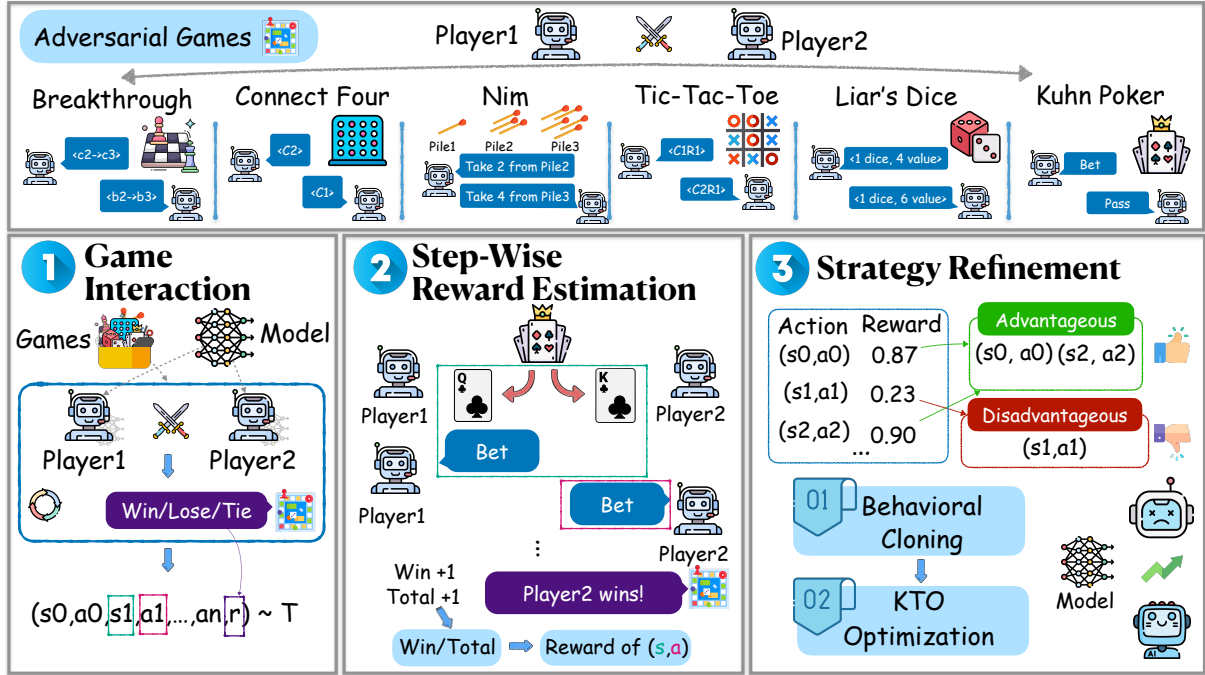 Adversarial Games
Player1
Player2
Breakthrough
<c2->c3>
<b2->b3>
Connect Four
<C2>
<C1>
Nim
Pile1
Pile2
Pile3
Take 2 from Pile2
Take 4 from Pile3
Tic-Tac-Toe
<C1R1>
<C2R1>
Liar's Dice
<1 dice, 4 value>
<1 dice, 6 value>
Kuhn Poker
Bet
Pass
1
Game
Interaction
Games
Model
Player1
Player2
Win/Lose/Tie
(s0,a0,s1,a1,...,an,r) ~ T
2
Step-Wise
Reward Estimation
Player1
Q
K
Player2
Bet
Player1
Bet
Player2
⋮
Win +1
Total +1
Player2 wins!
Win/Total
Reward of (s,a)
3
Strategy Refinement
Action
Reward
(s0,a0)
0.87
(s1,a1)
0.23
(s2,a2)
0.90
...
Advantageous
(s0, a0) (s2, a2)
Disadvantageous
(s1,a1)
01
Behavioral
Cloning
02
KTO
Optimization
Model
AI